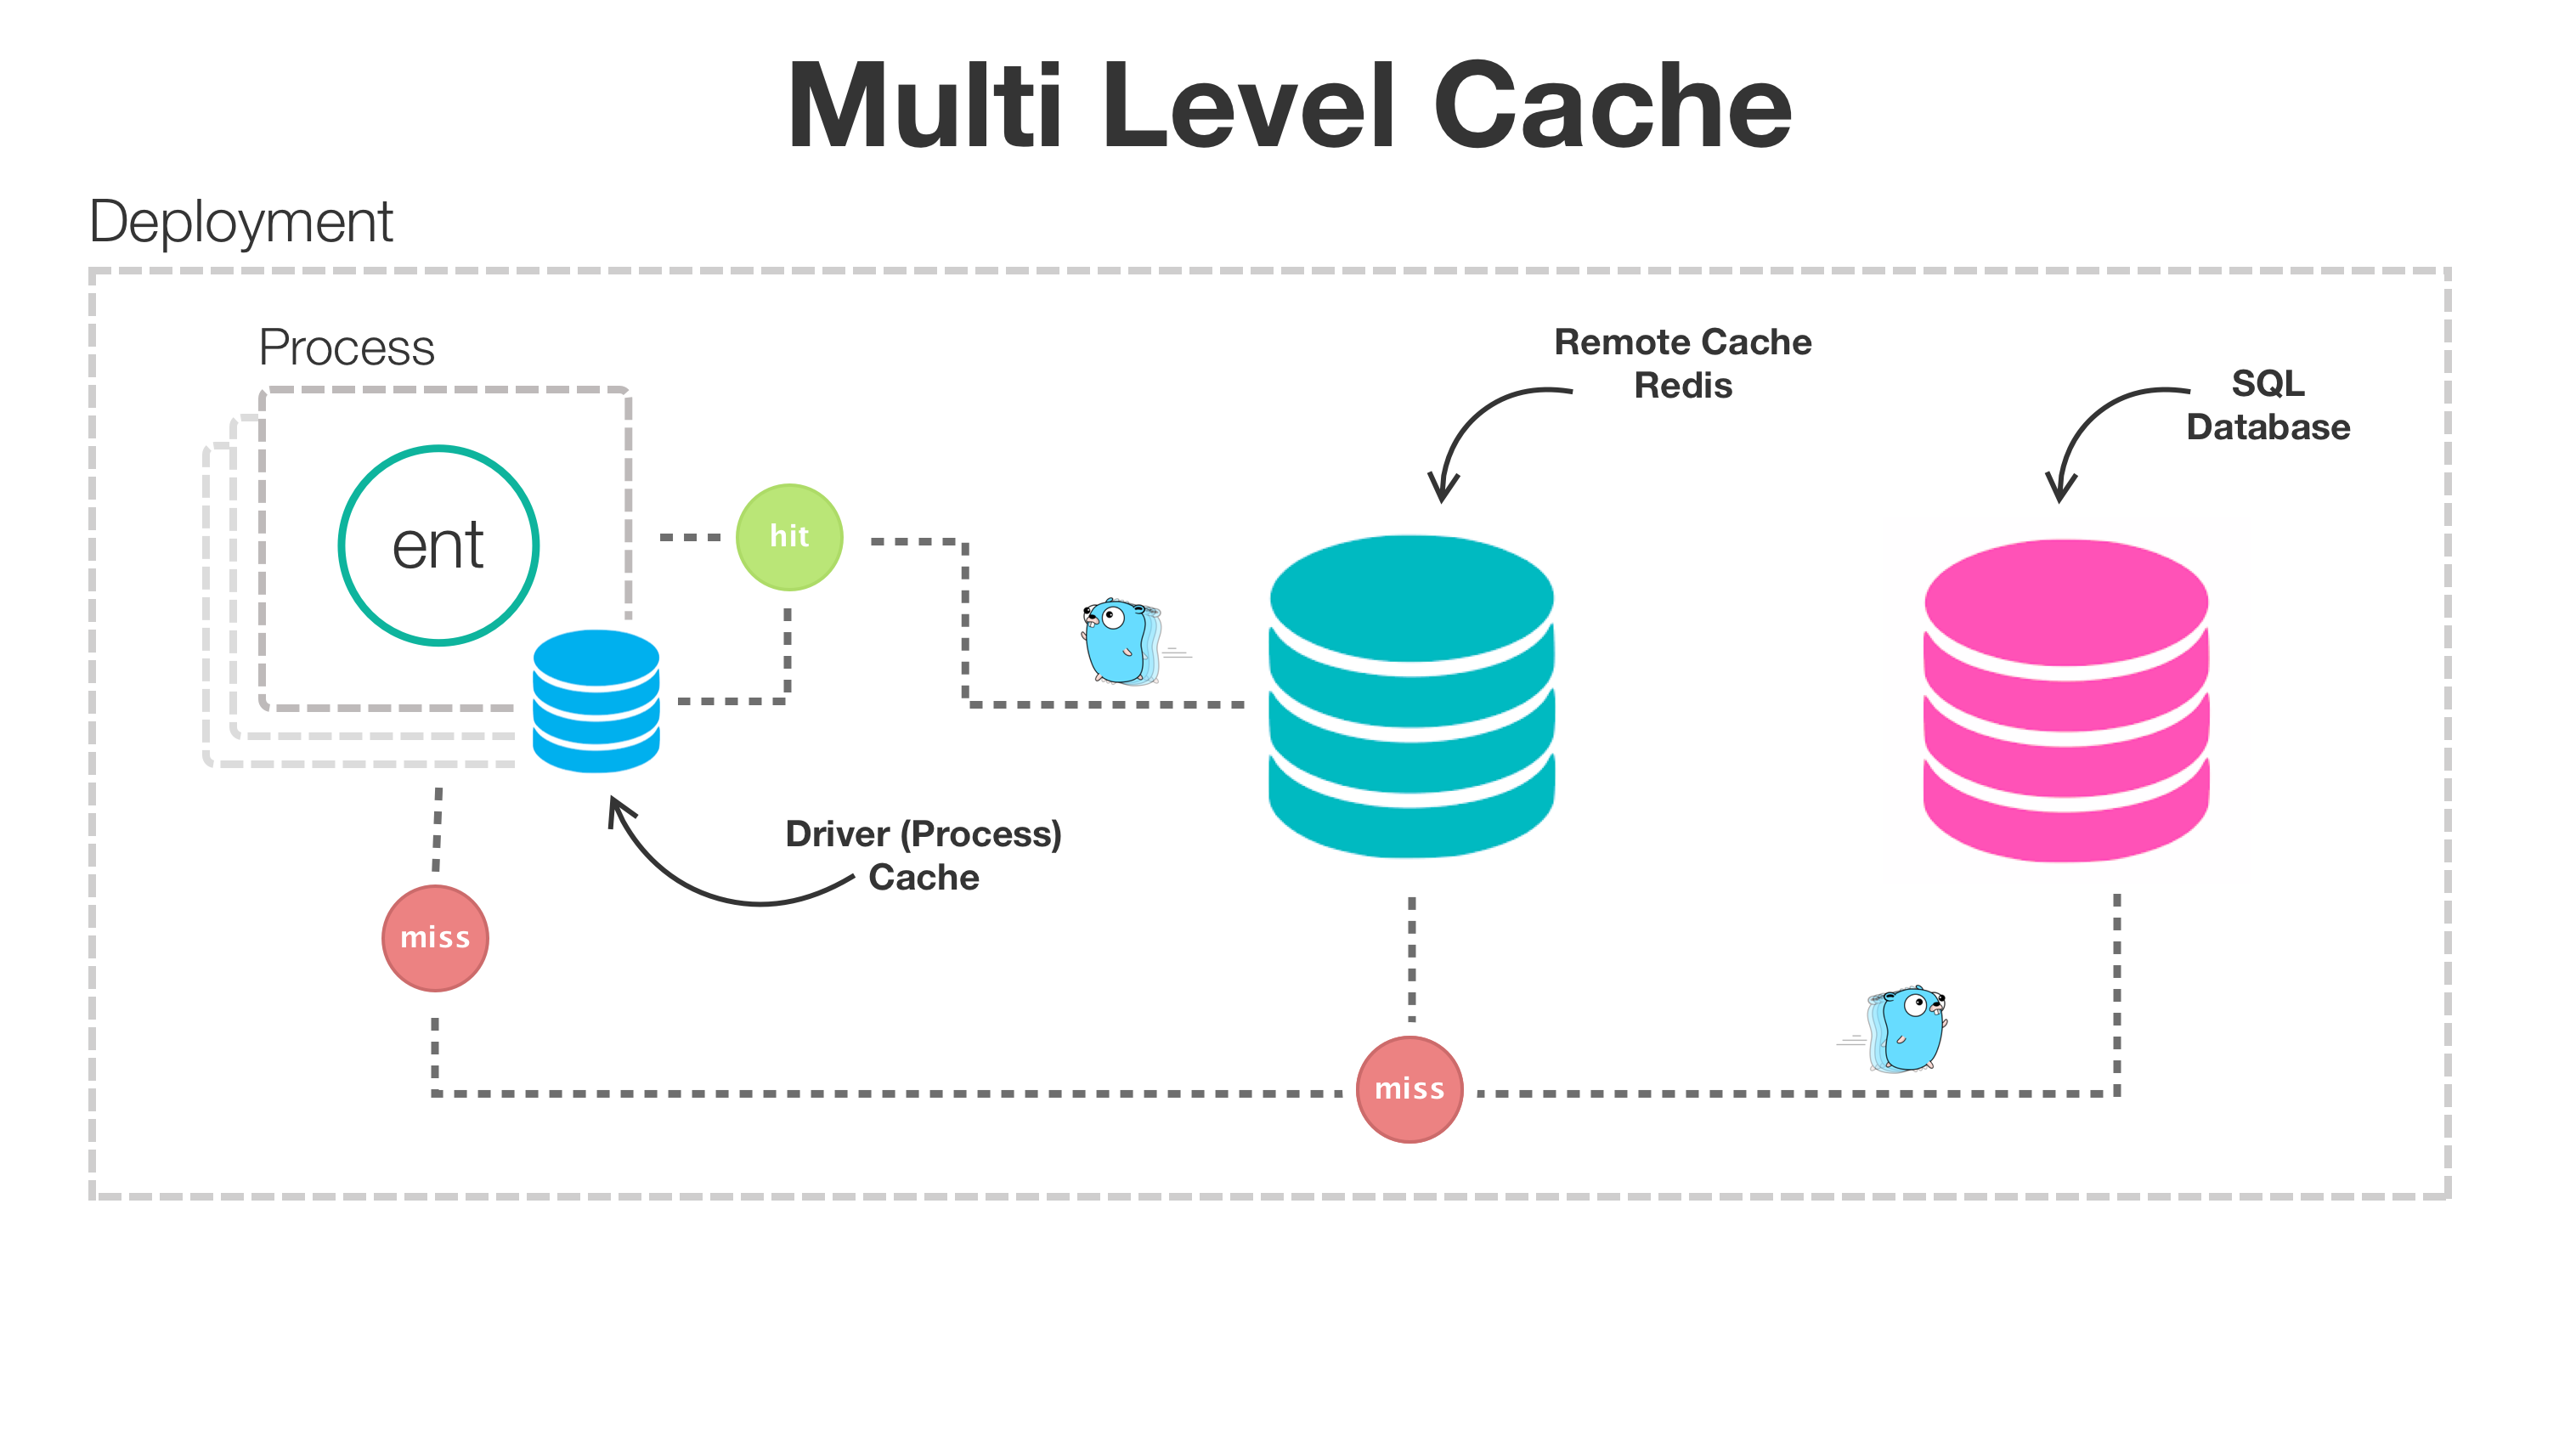 Multi Level Cache
Deployment
Process
ent
hit
Remote Cache
Redis
SQL
Database
Driver (Process)
Cache
miss
miss